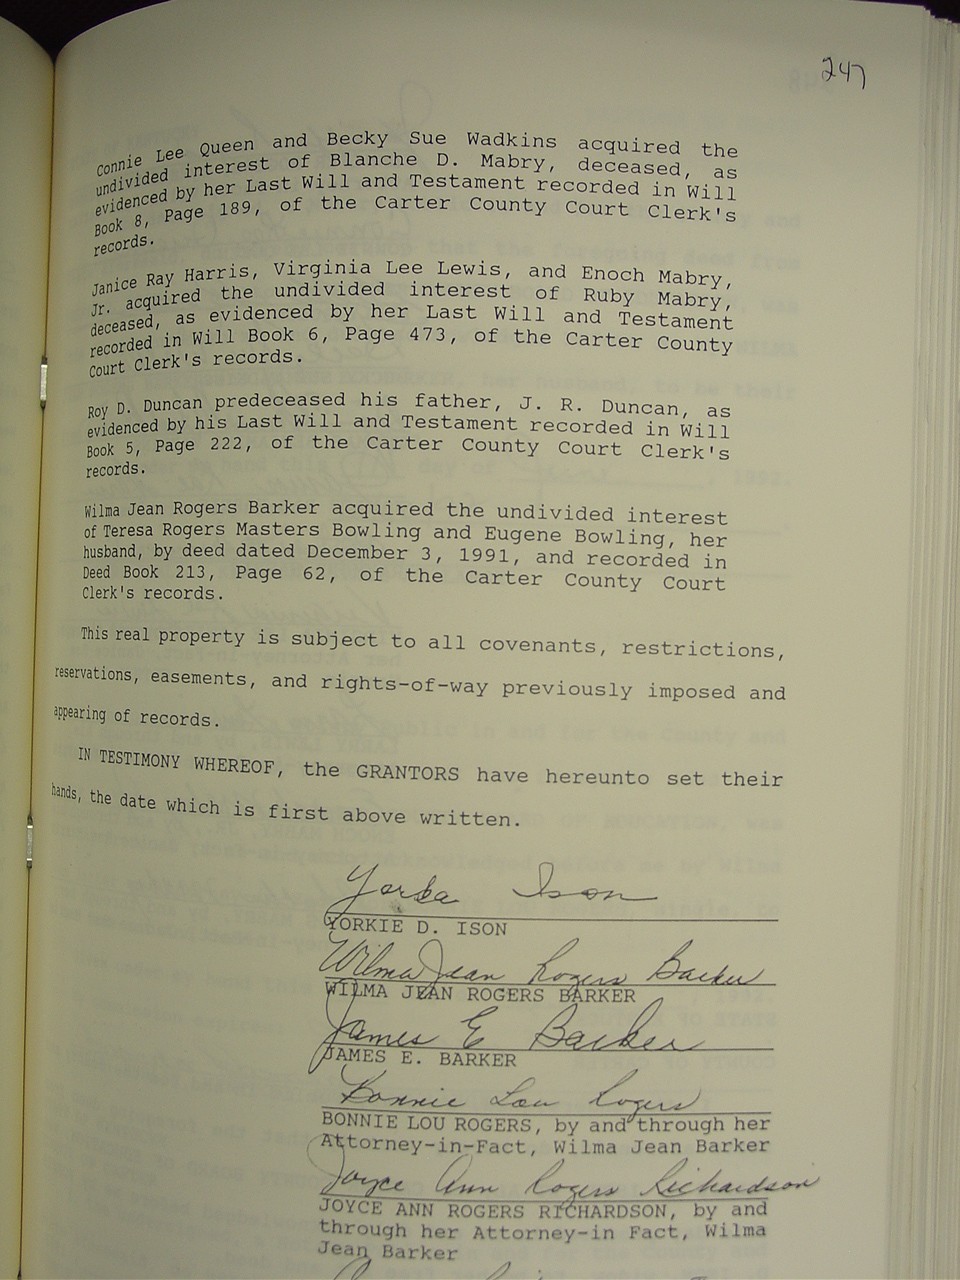 247
Connie Lee Queen and Becky Sue Wadkins acquired the
undivided interest of Blanche D. Mabry, deceased, as
evidenced by her Last Will and Testament recorded in Will
Book 8, Page 189, of the Carter County Court Clerk's
records.
Janice Ray Harris, Virginia Lee Lewis, and Enoch Mabry,
Jr. acquired the undivided interest of Ruby Mabry,
deceased, as evidenced by her Last Will and Testament
recorded in Will Book 6, Page 473, of the Carter County
Court Clerk's records.
Roy D. Duncan predeceased his father, J. R. Duncan, as
evidenced by his Last Will and Testament recorded in Will
Book 5, Page 222, of the Carter County Court Clerk's
records.
Wilma Jean Rogers Barker acquired the undivided interest
of Teresa Rogers Masters Bowling and Eugene Bowling, her
husband, by deed dated December 3, 1991, and recorded in
Deed Book 213, Page 62, of the Carter County Court
Clerk's records.
This real property is subject to all covenants, restrictions,
reservations, easements, and rights-of-way previously imposed and
appearing of records.
IN TESTIMONY WHEREOF, the GRANTORS have hereunto set their
hands, the date which is first above written.
Ison
YORKIE D. ISON
Wilma Jean Rogers Barker
WILMA JEAN ROGERS BARKER
James E Barker
JAMES E. BARKER
Bonnie Lou Rogers
BONNIE LOU ROGERS, by and through her
Attorney-in-Fact, Wilma Jean Barker
Joyce Ann Rogers Richardson
JOYCE ANN ROGERS RICHARDSON, by and
through her Attorney-in Fact, Wilma
Jean Barker